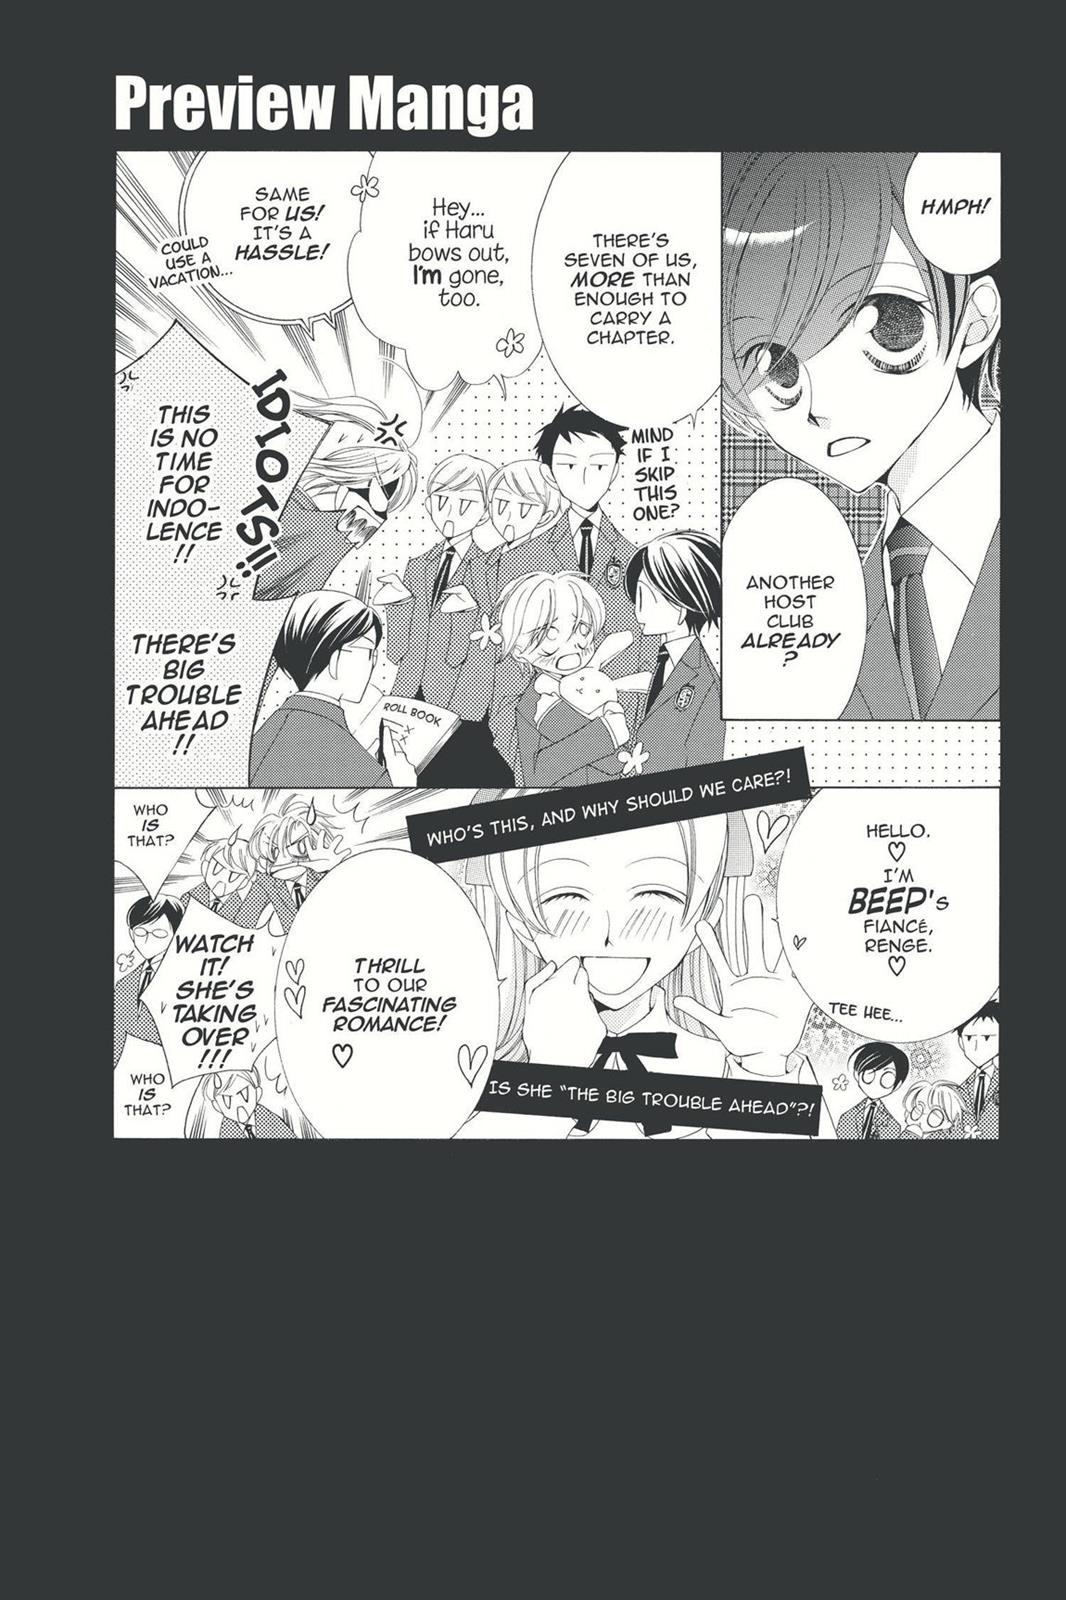 Preview Manga
HMPH!
ANOTHER
HOST
CLUB
ALREADY
?
THERE'S
SEVEN OF US,
MORE THAN
ENOUGH TO
CARRY A
CHAPTER.
MIND
IF I
SKIP
THIS
ONE?
Hey...
if Haru
bows out,
I'm gone,
too.
SAME
FOR US!
IT'S A
HASSLE!
COULD
USE A
VACATION...
IDIOTS!!
THIS
IS NO
TIME
FOR
INDO-
LENCE
!!
THERE'S
BIG
TROUBLE
AHEAD
!!
ROLL BOOK
WHO'S THIS, AND WHY SHOULD WE CARE?!
HELLO.
♡
I'M
BEEP's
FIANCÉ,
RENGE.
♡
TEE HEE...
THRILL
TO OUR
FASCINATING
ROMANCE!
♡
IS SHE "THE BIG TROUBLE AHEAD"?!
WHO
IS
THAT?
WATCH
IT!
SHE'S
TAKING
OVER
!!!
WHO
IS
THAT?